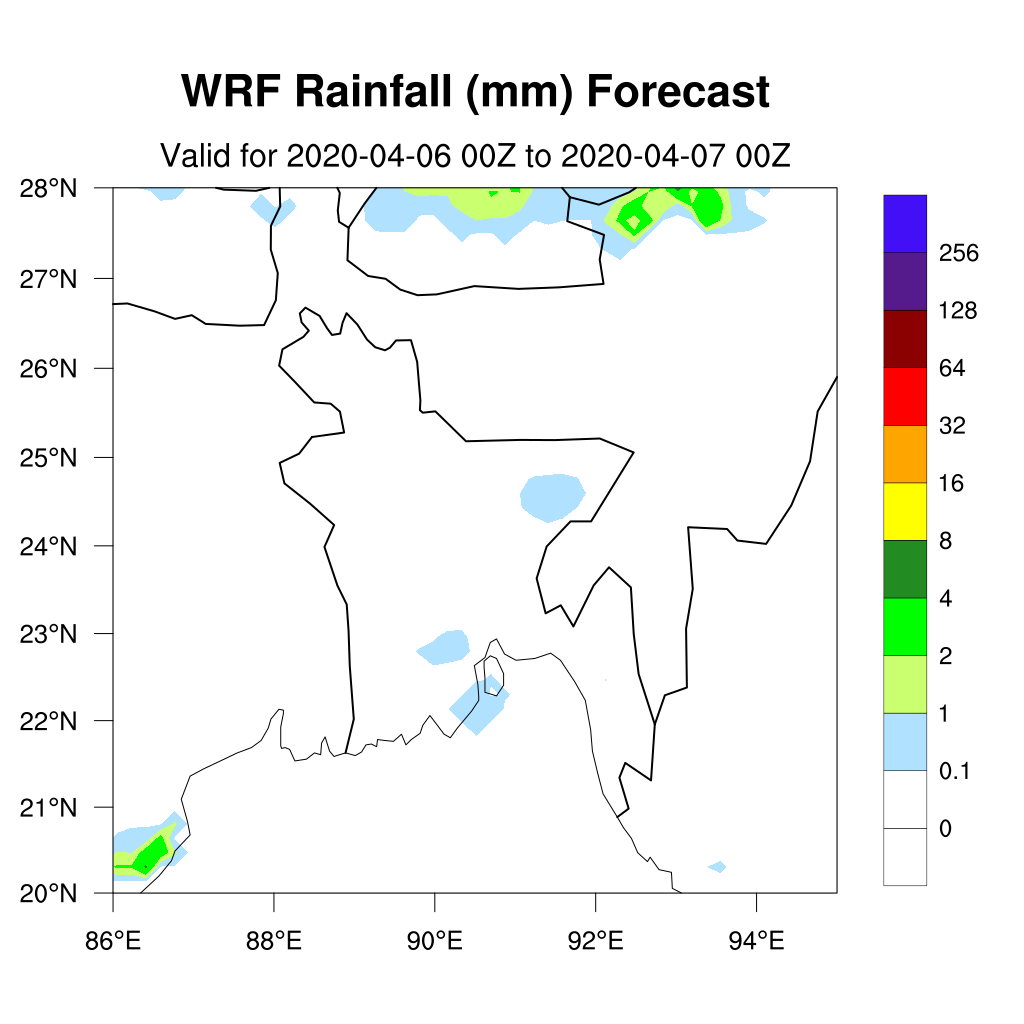 WRF Rainfall (mm) Forecast
Valid for 2020-04-06 00Z to 2020-04-07 00Z
28°N
27°N
26°N
25°N
24°N
23°N
22°N
21°N
20°N
86°E 88°E 90°E 92°E 94°E
256
128
64
32
16
8
4
2
1
0.1
0